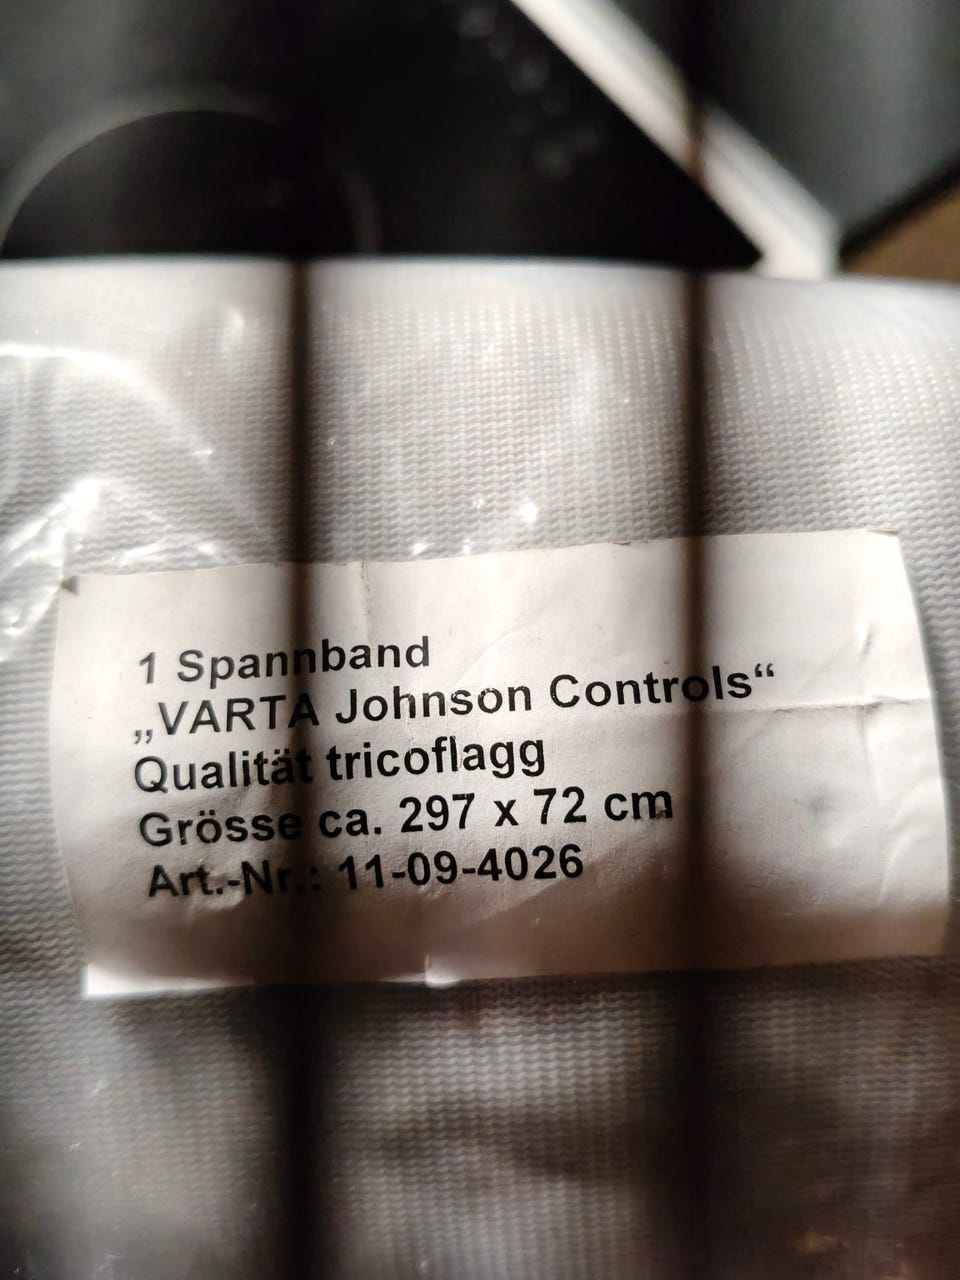 1 Spannband
„VARTA Johnson Controls“
Qualität tricoflagg
Grösse ca. 297 x 72 cm
Art.-Nr.: 11-09-4026